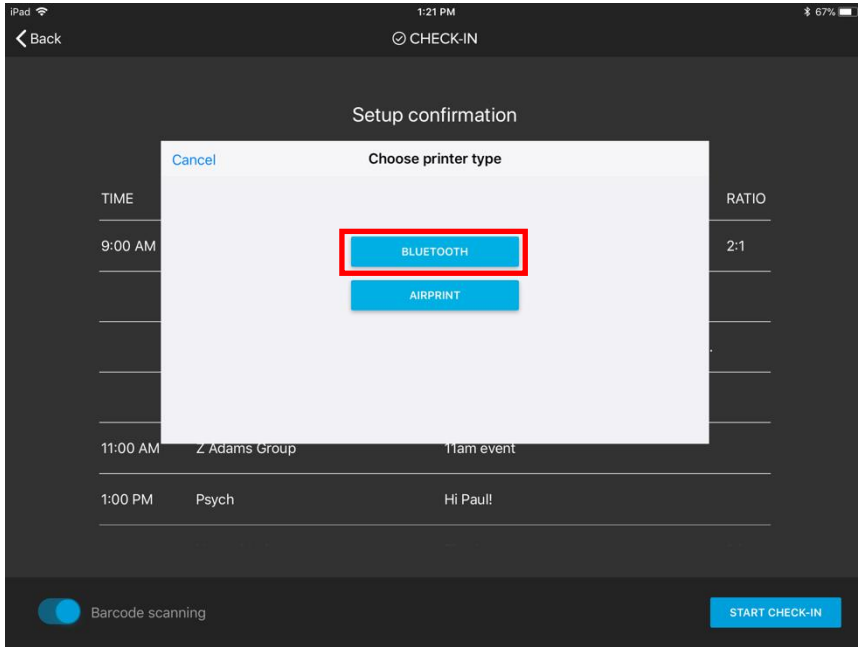 iPad 1:21 PM 67%
Back CHECK-IN
Setup confirmation
Cancel Choose printer type
TIME RATIO
9:00 AM 2:1
BLUETOOTH
AIRPRINT
11:00 AM Z Adams Group 11am event
1:00 PM Psych Hi Paul!
Barcode scanning START CHECK-IN